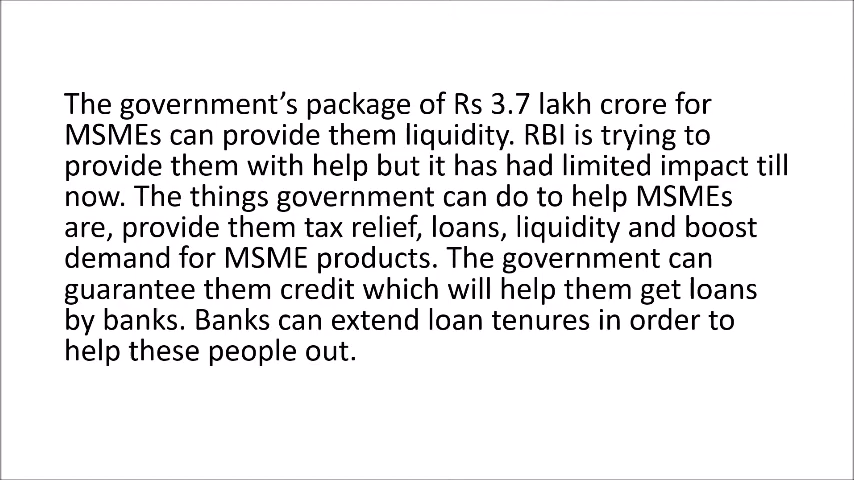 The government’s package of Rs 3.7 lakh crore for
MSMEs can provide them liquidity. RBI is trying to
provide them with help but it has had limited impact till
now. The things government can do to help MSMEs
are, provide them tax relief, loans, liquidity and boost
demand for MSME products. The government can
guarantee them credit which will help them get loans
by banks. Banks can extend loan tenures in order to
help these people out.